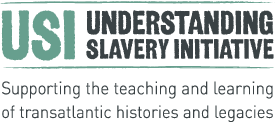 USI UNDERSTANDING
SLAVERY INITIATIVE
Supporting the teaching and learning
of transatlantic histories and legacies